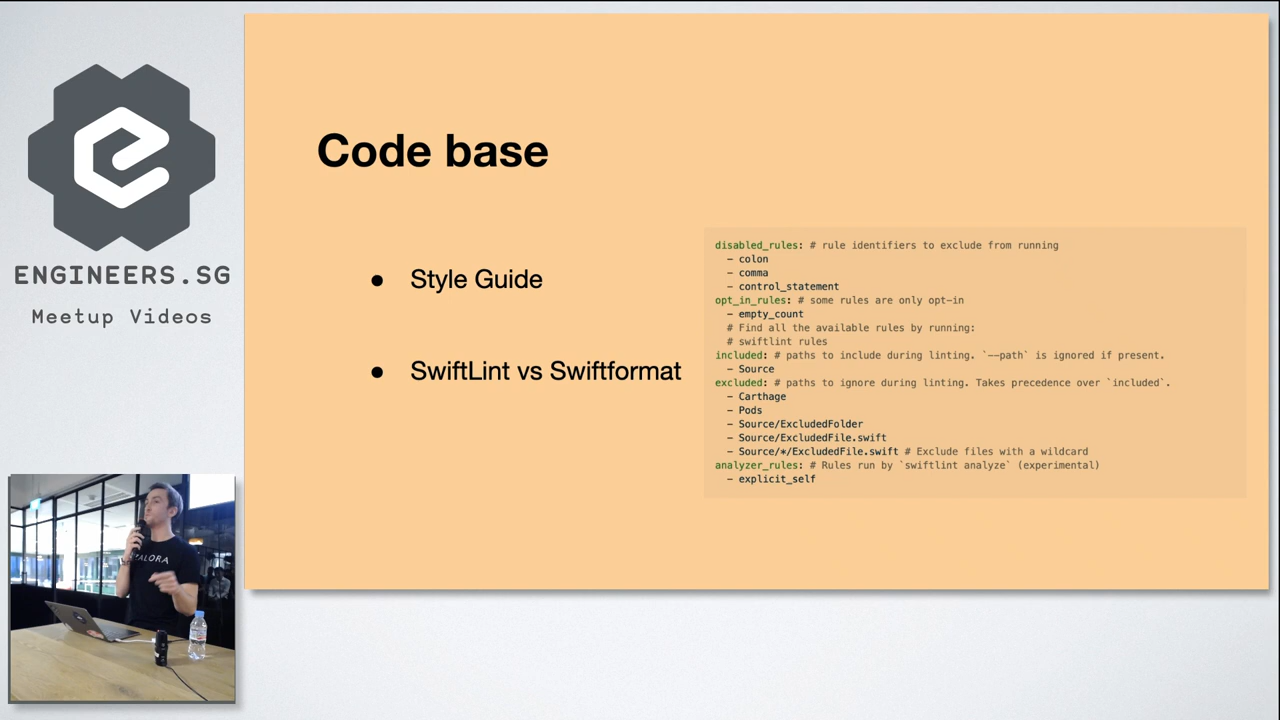 ENGINEERS.SG
Meetup Videos
Code base
● Style Guide
● SwiftLint vs Swiftformat
disabled_rules: # rule identifiers to exclude from running
- colon
- comma
- control_statement
opt_in_rules: # some rules are only opt-in
- empty_count
# Find all the available rules by running:
# swiftlint rules
included: # paths to include during linting. `--path` is ignored if present.
- Source
excluded: # paths to ignore during linting. Takes precedence over `included`.
- Carthage
- Pods
- Source/ExcludedFolder
- Source/ExcludedFile.swift
- Source/*/ExcludedFile.swift # Exclude files with a wildcard
analyzer_rules: # Rules run by `swiftlint analyze` (experimental)
- explicit_self